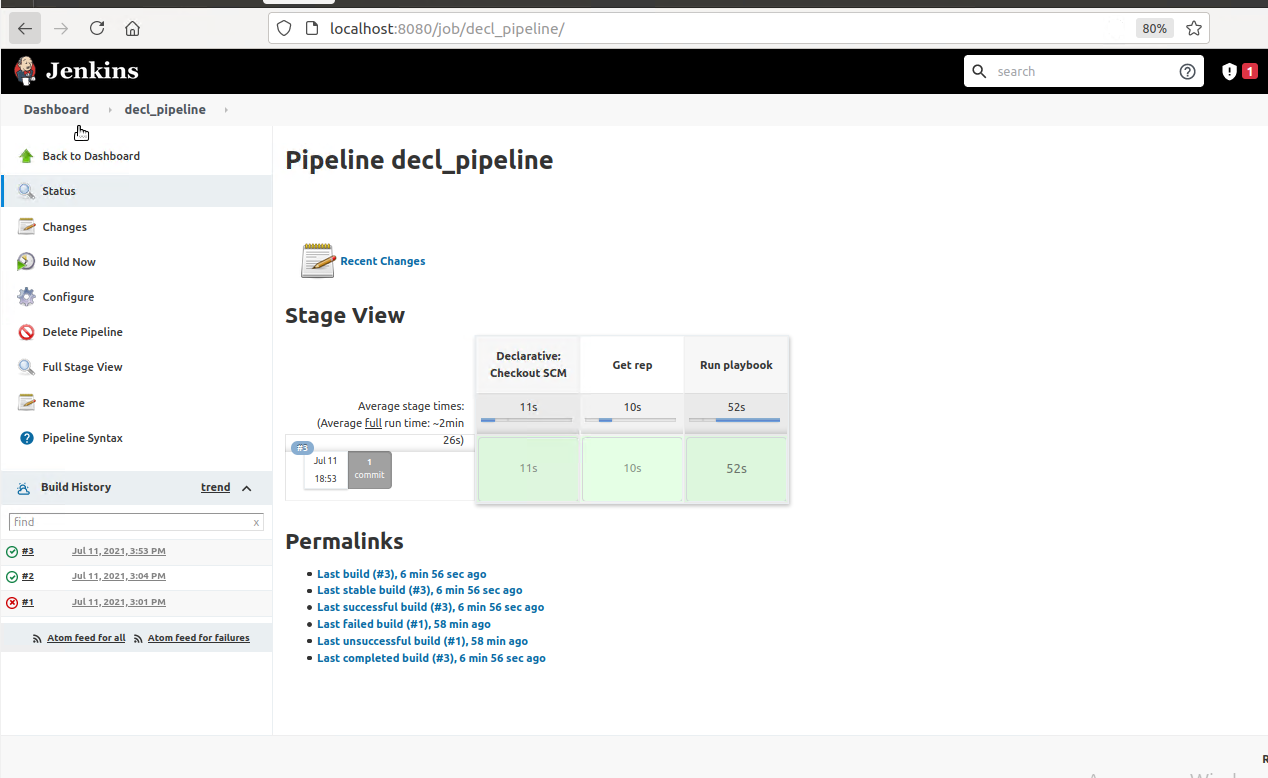 localhost:8080/job/decl_pipeline/
80%
Jenkins
search
1
Dashboard
decl_pipeline
Back to Dashboard
Status
Changes
Build Now
Configure
Delete Pipeline
Full Stage View
Rename
Pipeline Syntax
Build History
trend
find
x
#3
Jul 11, 2021, 3:53 PM
#2
Jul 11, 2021, 3:04 PM
#1
Jul 11, 2021, 3:01 PM
Atom feed for all
Atom feed for failures
Pipeline decl_pipeline
Recent Changes
Stage View
Declarative:
Checkout SCM
Get rep
Run playbook
Average stage times:
(Average full run time: ~2min
26s)
11s
10s
52s
#3
Jul 11
18:53
1
commit
11s
10s
52s
Permalinks
Last build (#3), 6 min 56 sec ago
Last stable build (#3), 6 min 56 sec ago
Last successful build (#3), 6 min 56 sec ago
Last failed build (#1), 58 min ago
Last unsuccessful build (#1), 58 min ago
Last completed build (#3), 6 min 56 sec ago